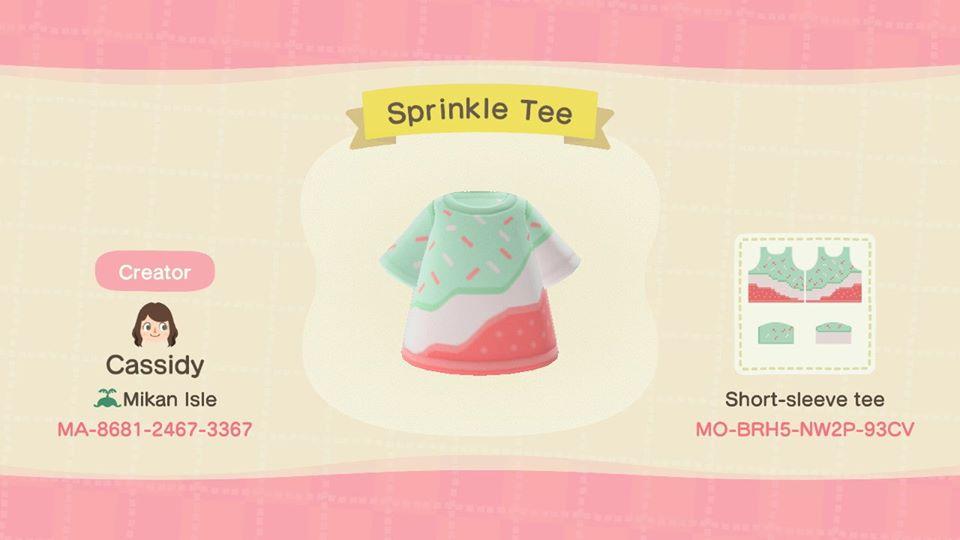 Sprinkle Tee
Creator
Cassidy
Mikan Isle
MA-8681-2467-3367
Short-sleeve tee
MO-BRH5-NW2P-93CV